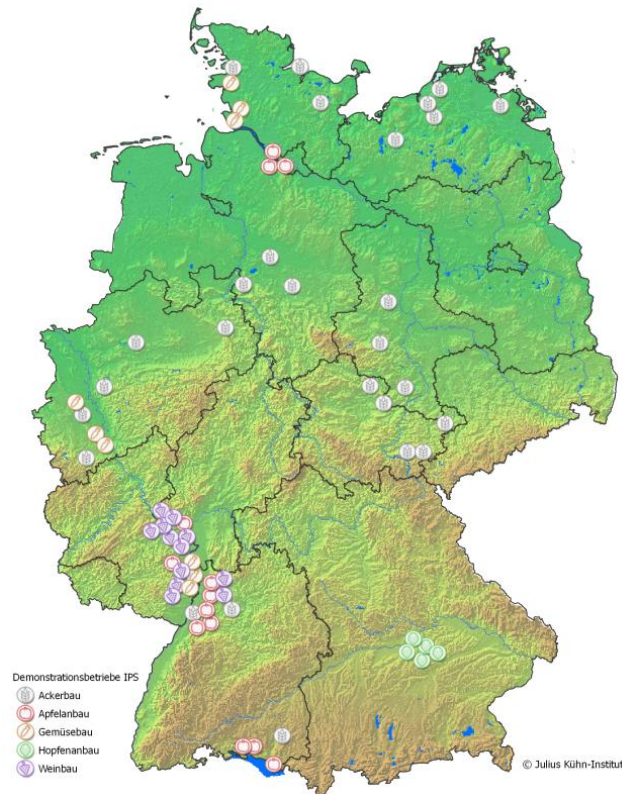 Demonstrationsbetriebe IPS
Ackerbau
Apfelanbau
Gemüsebau
Hopfenanbau
Weinbau
© Julius Kühn-Institut